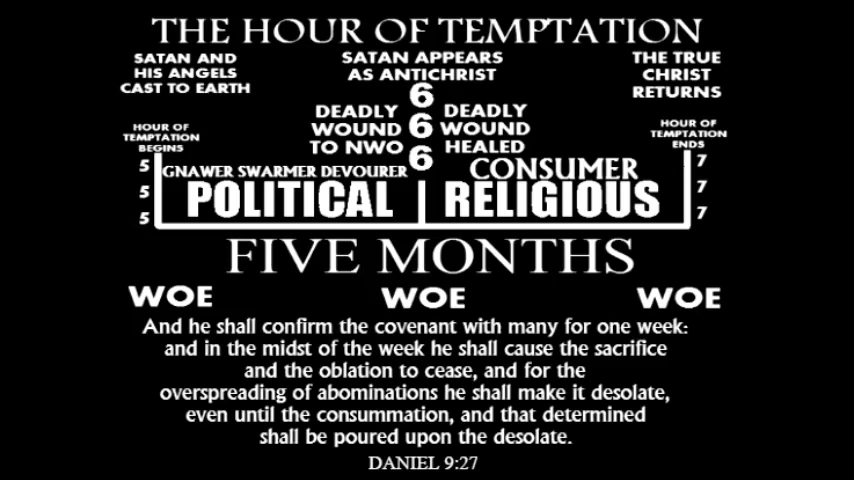 THE HOUR OF TEMPTATION
SATAN AND
HIS ANGELS
CAST TO EARTH
SATAN APPEARS
AS ANTICHRIST
THE TRUE
CHRIST
RETURNS
6
6
6
DEADLY
WOUND
TO NWO
DEADLY
WOUND
HEALED
HOUR OF
TEMPTATION
BEGINS
HOUR OF
TEMPTATION
ENDS
5
5
5
GNAWER SWARMER DEVOURER
POLITICAL
CONSUMER
RELIGIOUS
7
7
7
FIVE MONTHS
WOE WOE WOE
And he shall confirm the covenant with many for one week:
and in the midst of the week he shall cause the sacrifice
and the oblation to cease, and for the
overspreading of abominations he shall make it desolate,
even until the consummation, and that determined
shall be poured upon the desolate.
DANIEL 9:27